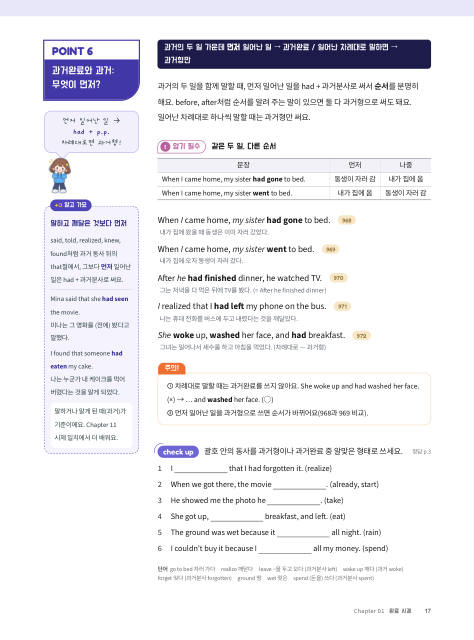 POINT 6
과거완료와 과거:
무엇이 먼저?
먼저 일어난 일 →
had + p.p.
차례대로면 과거형!
+α 알고 가요
말하고 깨달은 것보다 먼저
said, told, realized, knew,
found처럼 과거 동사 뒤의
that절에서, 그보다 먼저 일어난
일은 had + 과거분사로 써요.
Mina said that she had seen
the movie.
미나는 그 영화를 (전에) 봤다고
말했다.
I found that someone had
eaten my cake.
나는 누군가 내 케이크를 먹어
버렸다는 것을 알게 되었다.
말하거나 알게 된 때(과거)가
기준이에요. Chapter 11
시제 일치에서 더 배워요.
과거의 두 일 가운데 먼저 일어난 일 → 과거완료 / 일어난 차례대로 말하면 →
과거형만
과거의 두 일을 함께 말할 때, 먼저 일어난 일을 had + 과거분사로 써서 순서를 분명히
해요. before, after처럼 순서를 알려 주는 말이 있으면 둘 다 과거형으로 써도 돼요.
일어난 차례대로 하나씩 말할 때는 과거형만 써요.
! 암기 필수 같은 두 일, 다른 순서
문장 먼저 나중
When I came home, my sister had gone to bed. 동생이 자러 감 내가 집에 옴
When I came home, my sister went to bed. 내가 집에 옴 동생이 자러 감
When I came home, my sister had gone to bed. 968
내가 집에 왔을 때 동생은 이미 자러 갔었다.
When I came home, my sister went to bed. 969
내가 집에 오자 동생이 자러 갔다.
After he had finished dinner, he watched TV. 970
그는 저녁을 다 먹은 뒤에 TV를 봤다. (= After he finished dinner)
I realized that I had left my phone on the bus. 971
나는 휴대 전화를 버스에 두고 내렸다는 것을 깨달았다.
She woke up, washed her face, and had breakfast. 972
그녀는 일어나서 세수를 하고 아침을 먹었다. (차례대로 — 과거형)
주의!
① 차례대로 말할 때는 과거완료를 쓰지 않아요. She woke up and had washed her face.
(×) → … and washed her face. (○)
② 먼저 일어난 일을 과거형으로 쓰면 순서가 바뀌어요(968과 969 비교).
check up 괄호 안의 동사를 과거형이나 과거완료 중 알맞은 형태로 쓰세요. 정답 p.3
1 I ____________ that I had forgotten it. (realize)
2 When we got there, the movie ____________. (already, start)
3 He showed me the photo he ____________. (take)
4 She got up, ____________ breakfast, and left. (eat)
5 The ground was wet because it ____________ all night. (rain)
6 I couldn't buy it because I ____________ all my money. (spend)
단어 go to bed 자러 가다 realize 깨닫다 leave ~을 두고 오다 (과거분사 left) wake up 깨다 (과거 woke)
forget 잊다 (과거분사 forgotten) ground 땅 wet 젖은 spend (돈을) 쓰다 (과거분사 spent)
Chapter 01 완료 시제 17